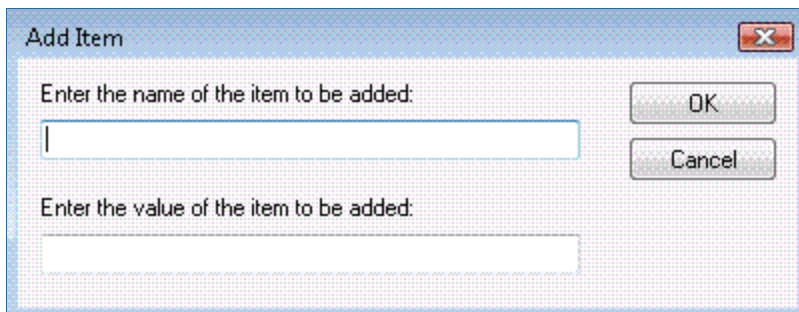 Add Item
Enter the name of the item to be added:
OK
Cancel
Enter the value of the item to be added: